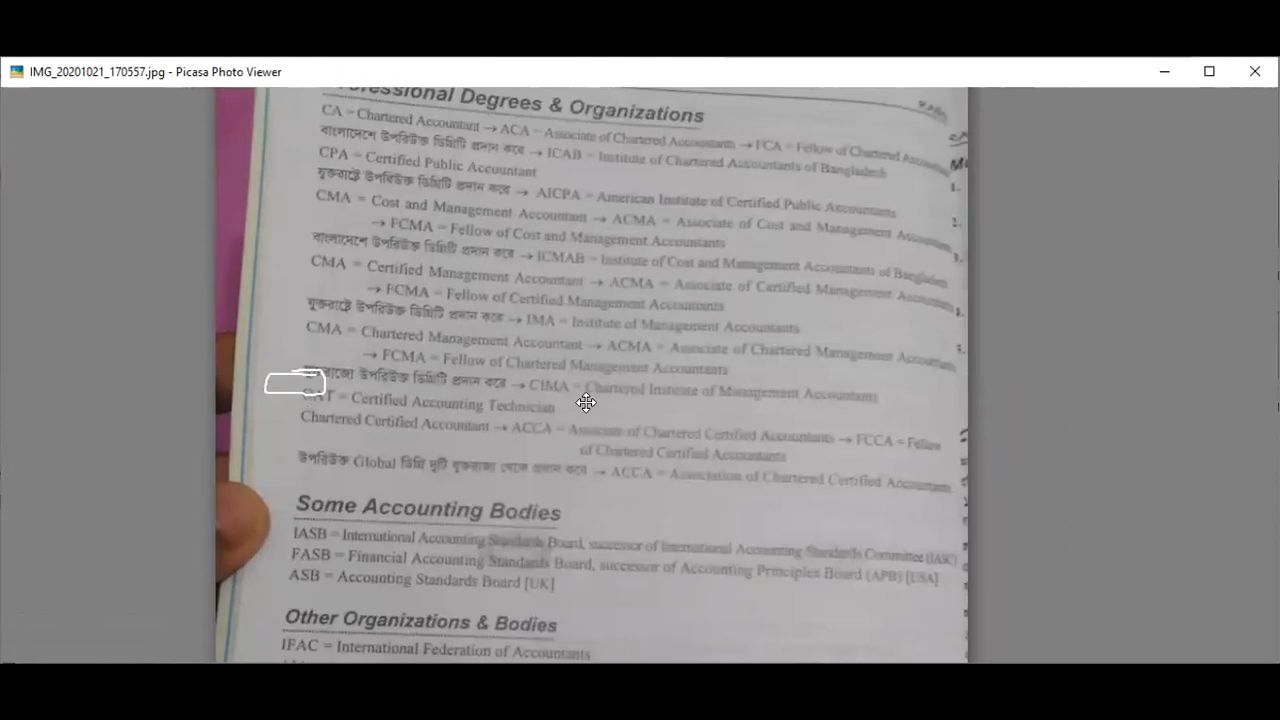 IMG_20201021_170557.jpg - Picasa Photo Viewer
Professional Degrees & Organizations
CA = Chartered Accountant → ACA = Associate of Chartered Accountants → FCA = Fellow of Chartered
বাংলাদেশে উপরিউক্ত ডিগ্রিটি প্রদান করে → ICAB = Institute of Chartered Accountants of Bangladesh
CPA = Certified Public Accountant
যুক্তরাষ্ট্রে উপরিউক্ত ডিগ্রিটি প্রদান করে → AICPA = American Institute of Certified Public Accountants
CMA = Cost and Management Accountant → ACMA = Associate of Cost and Management
→ FCMA = Fellow of Cost and Management Accountants
বাংলাদেশে উপরিউক্ত ডিগ্রিটি প্রদান করে → ICMAB = Institute of Cost and Management Accountants of
CMA = Certified Management Accountant → ACMA = Associate of Certified Management
→ FCMA = Fellow of Certified Management Accountants
যুক্তরাষ্ট্রে উপরিউক্ত ডিগ্রিটি প্রদান করে → IMA = Institute of Management Accountants
CMA = Chartered Management Accountant → ACMA = Associate of Chartered Management
→ FCMA = Fellow of Chartered Management Accountants
উপরিউক্ত ডিগ্রিটি প্রদান করে → CIMA = Chartered Institute of Management Accountants
= Certified Accounting Technician
Chartered Certified Accountant → ACCA = Associate of Chartered Certified Accountants → FCCA = Fellow
of Chartered Certified Accountants
উপরিউক্ত Global ডিগ্রি দুটি যুক্তরাজ্য থেকে প্রদান করে → ACCA = Association of Chartered Certified
Some Accounting Bodies
IASB = International Accounting Standards Board, successor of International Accounting Standards Committee (IASC)
FASB = Financial Accounting Standards Board, successor of Accounting Principles Board (APB) [USA]
ASB = Accounting Standards Board [UK]
Other Organizations & Bodies
IFAC = International Federation of Accountants